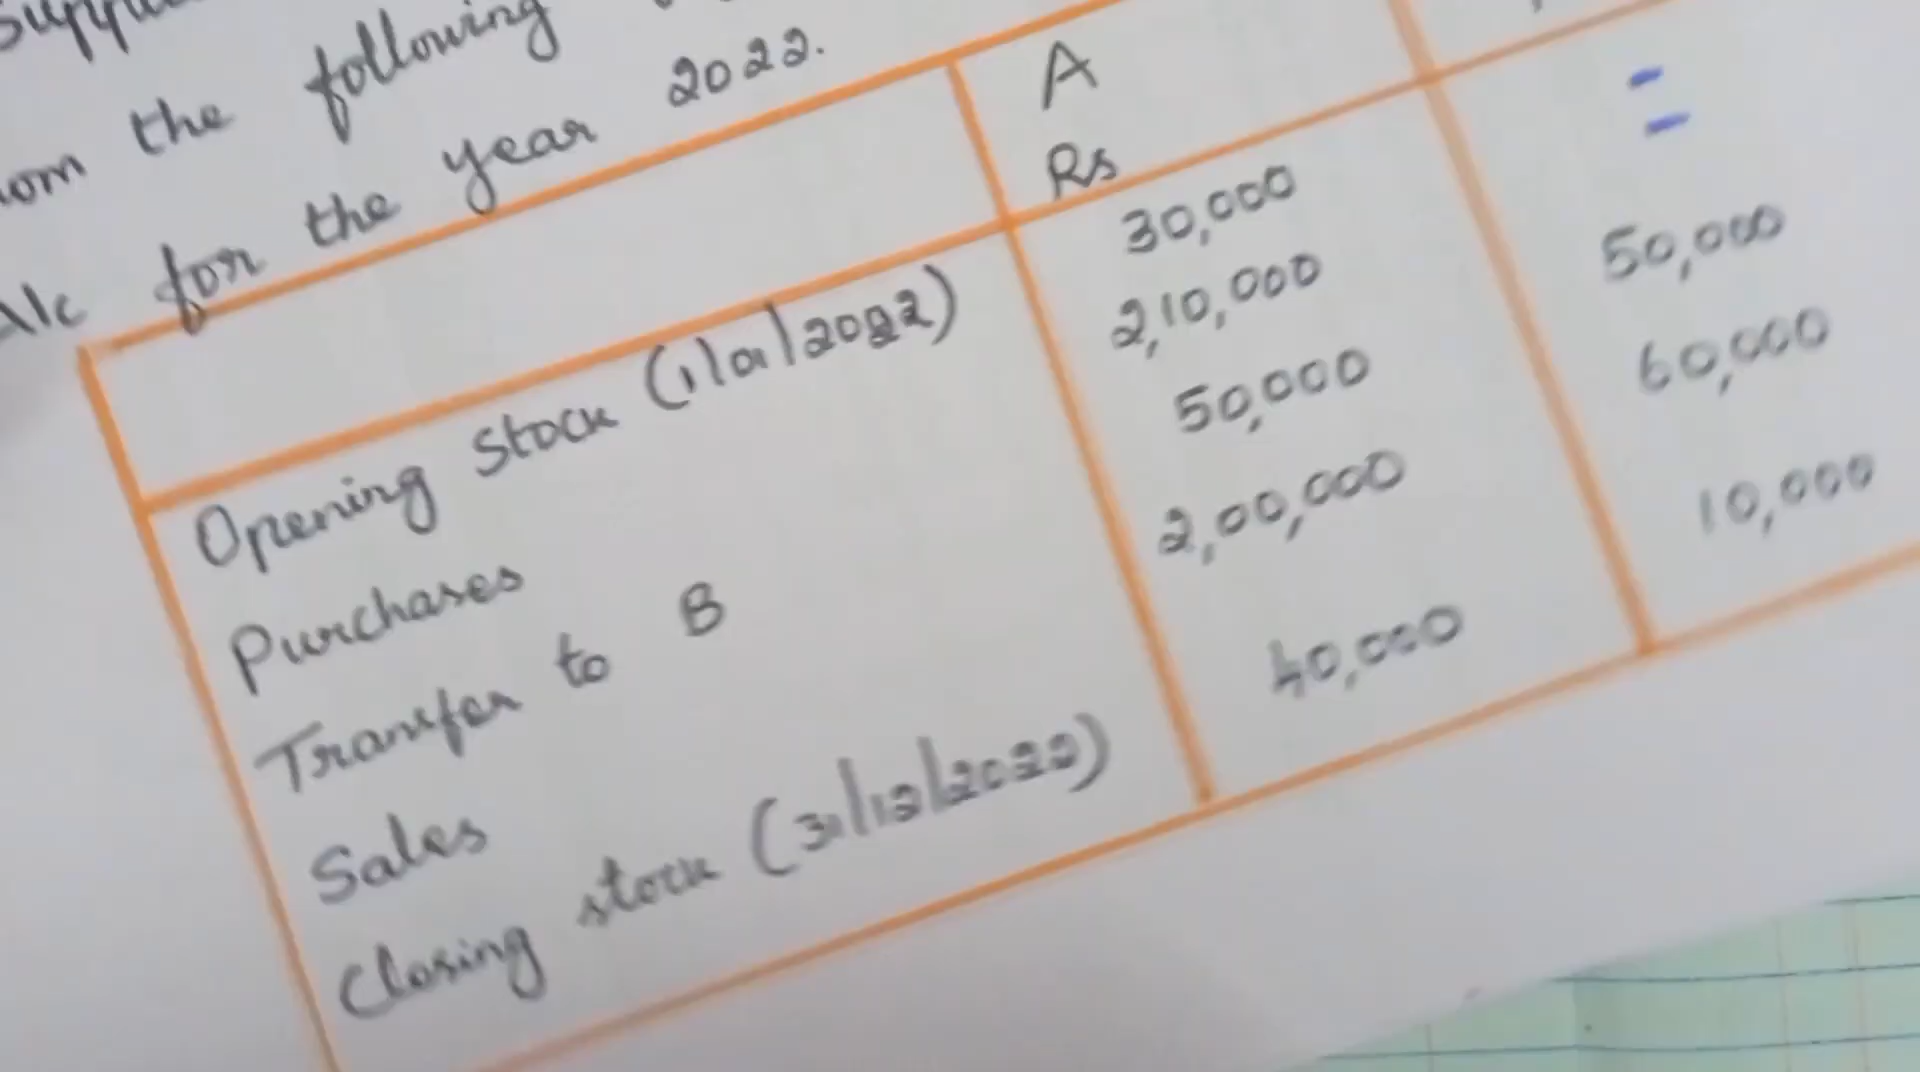 om the following
A/c for the year 2022.
A
Rs
Opening stock (1/01/2022) 30,000 -
Purchases 2,10,000 -
Transfer to B 50,000 50,000
Sales 2,00,000 60,000
Closing stock (31/12/2022) 40,000 10,000